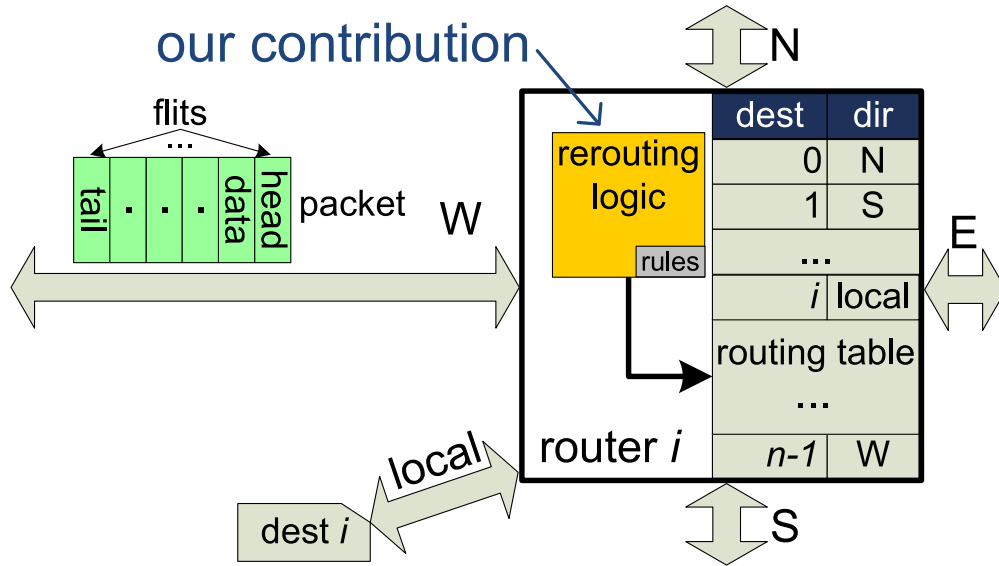 our contribution
N
flits
...
tail
.
.
.
data
head
packet
W
rerouting
logic
rules
dest dir
0 N
1 S
...
i local
routing table
...
n-1 W
E
router i
local
dest i
S